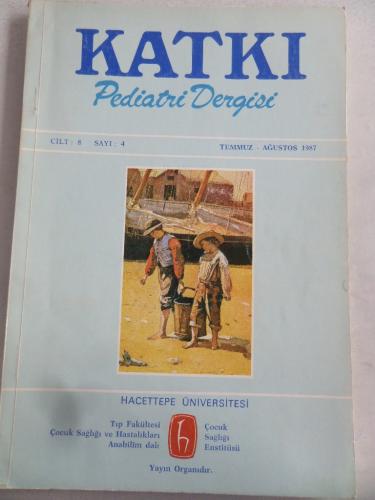 KATKI
Pediatri Dergisi
CİLT : 8 SAYI : 4 TEMMUZ - AĞUSTOS 1987
HACETTEPE ÜNİVERSİTESİ
Tıp Fakültesi
Çocuk Sağlığı ve Hastalıkları
Anabilim dalı
h
Çocuk
Sağlığı
Enstitüsü
Yayın Organıdır.